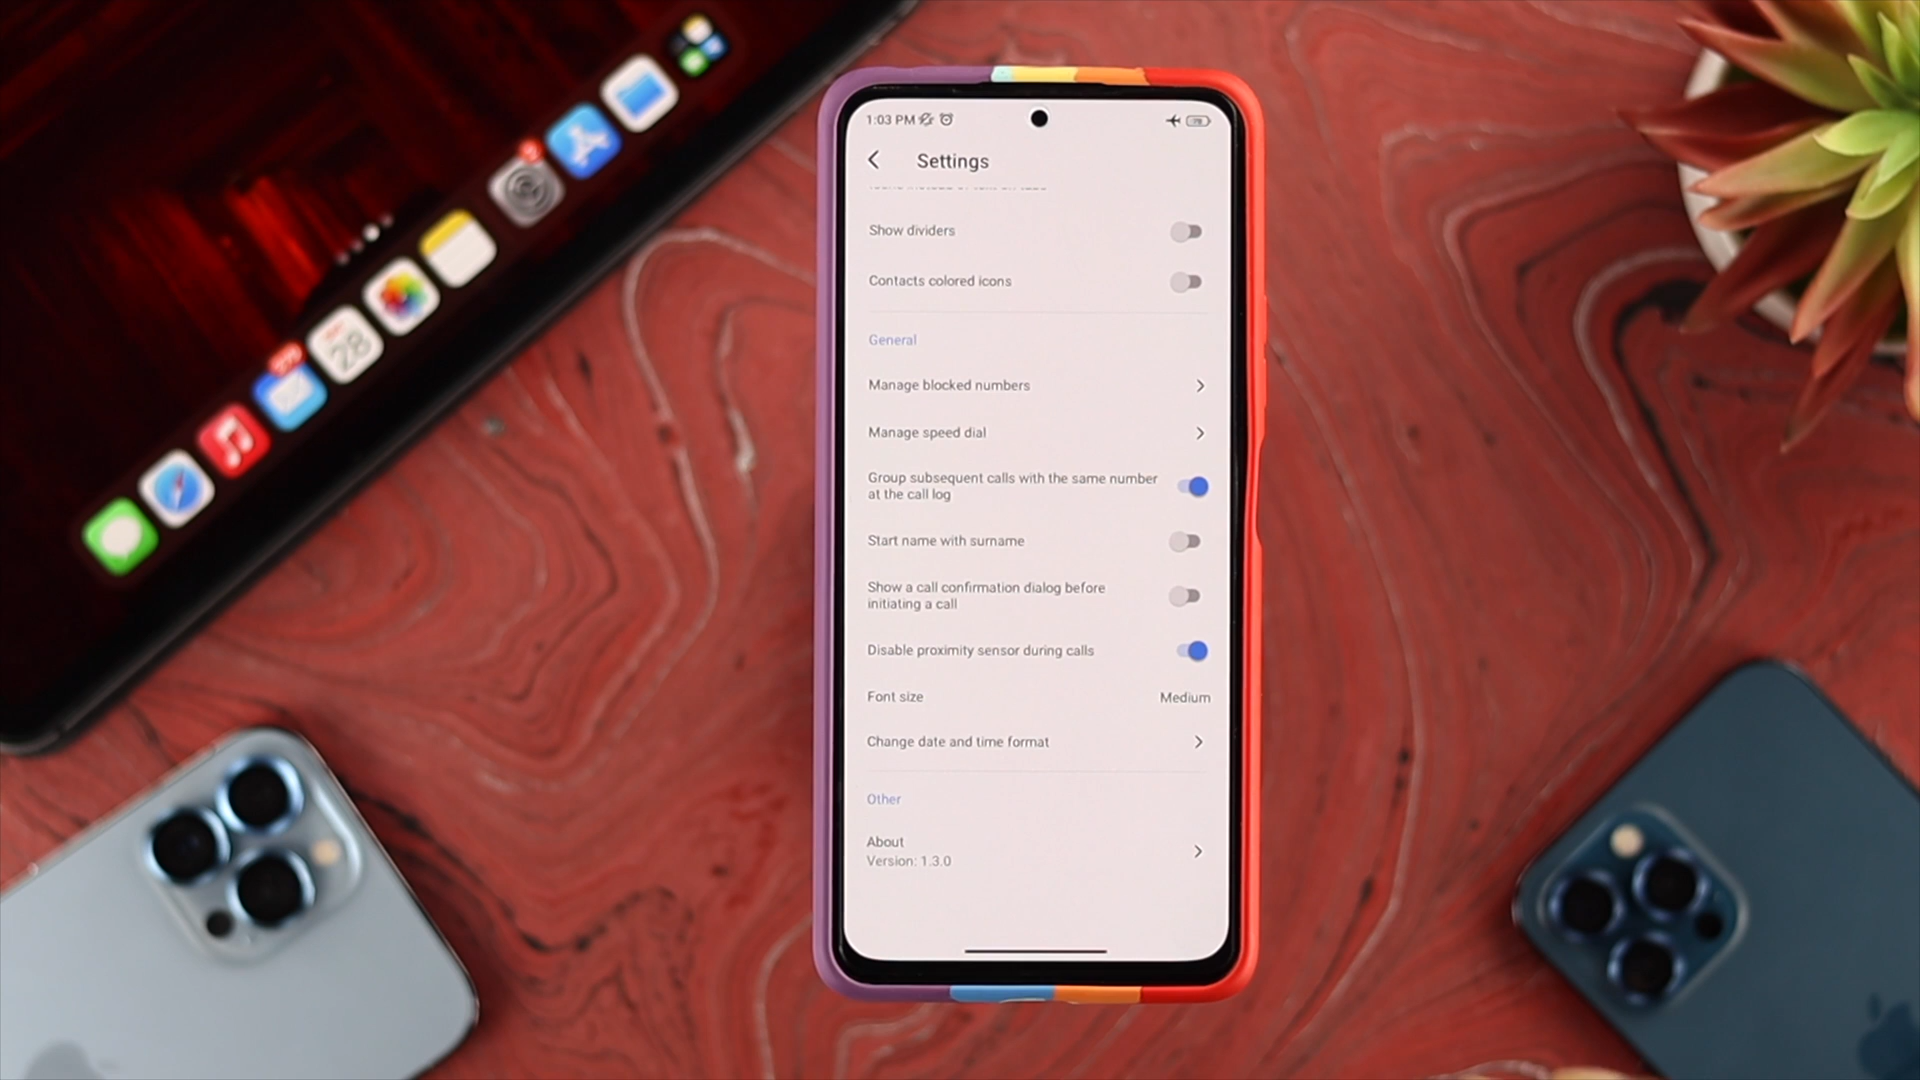 1:03 PM
78
Settings
Show dividers
Contacts colored icons
General
Manage blocked numbers
Manage speed dial
Group subsequent calls with the same number
at the call log
Start name with surname
Show a call confirmation dialog before
initiating a call
Disable proximity sensor during calls
Font size
Medium
Change date and time format
Other
About
Version: 1.3.0
28